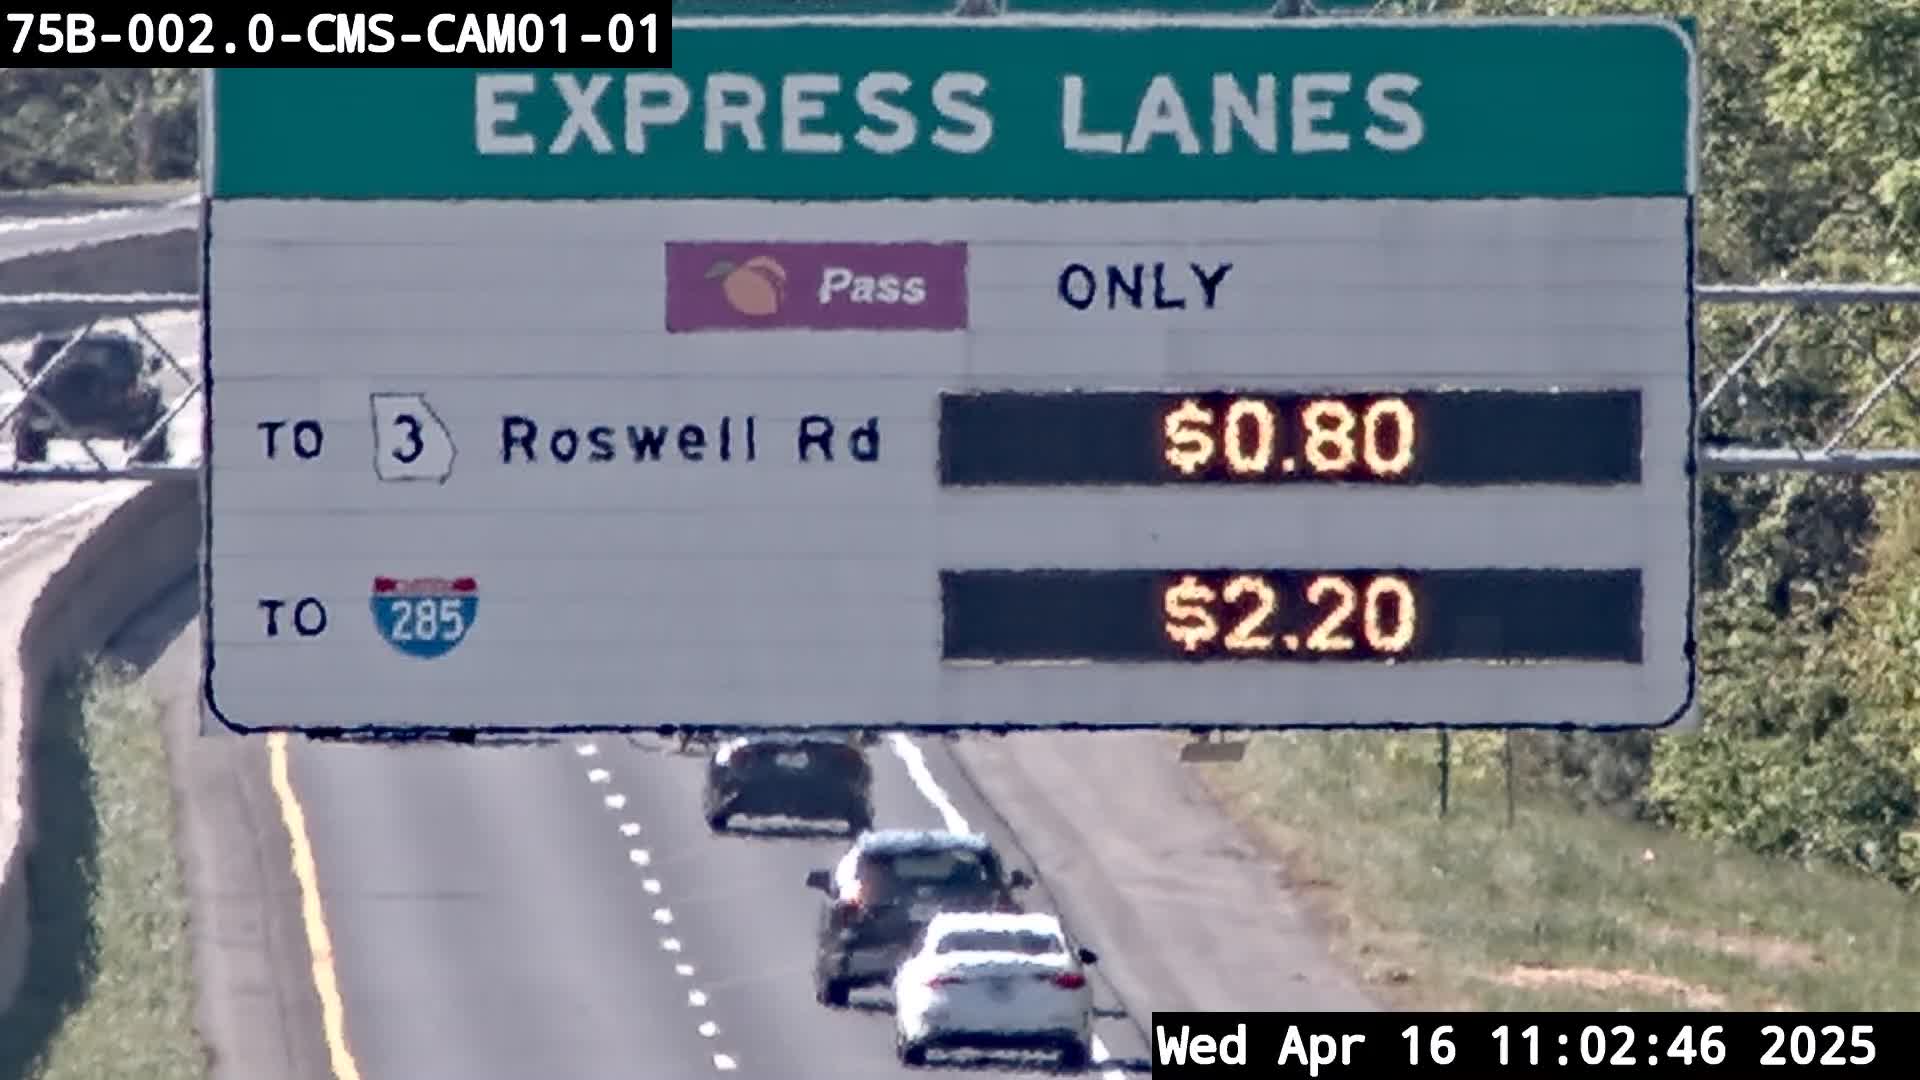 75B-002.0-CMS-CAM01-01
EXPRESS LANES
Pass ONLY
TO 3 Roswell Rd $0.80
TO 285 $2.20
Wed Apr 16 11:02:46 2025